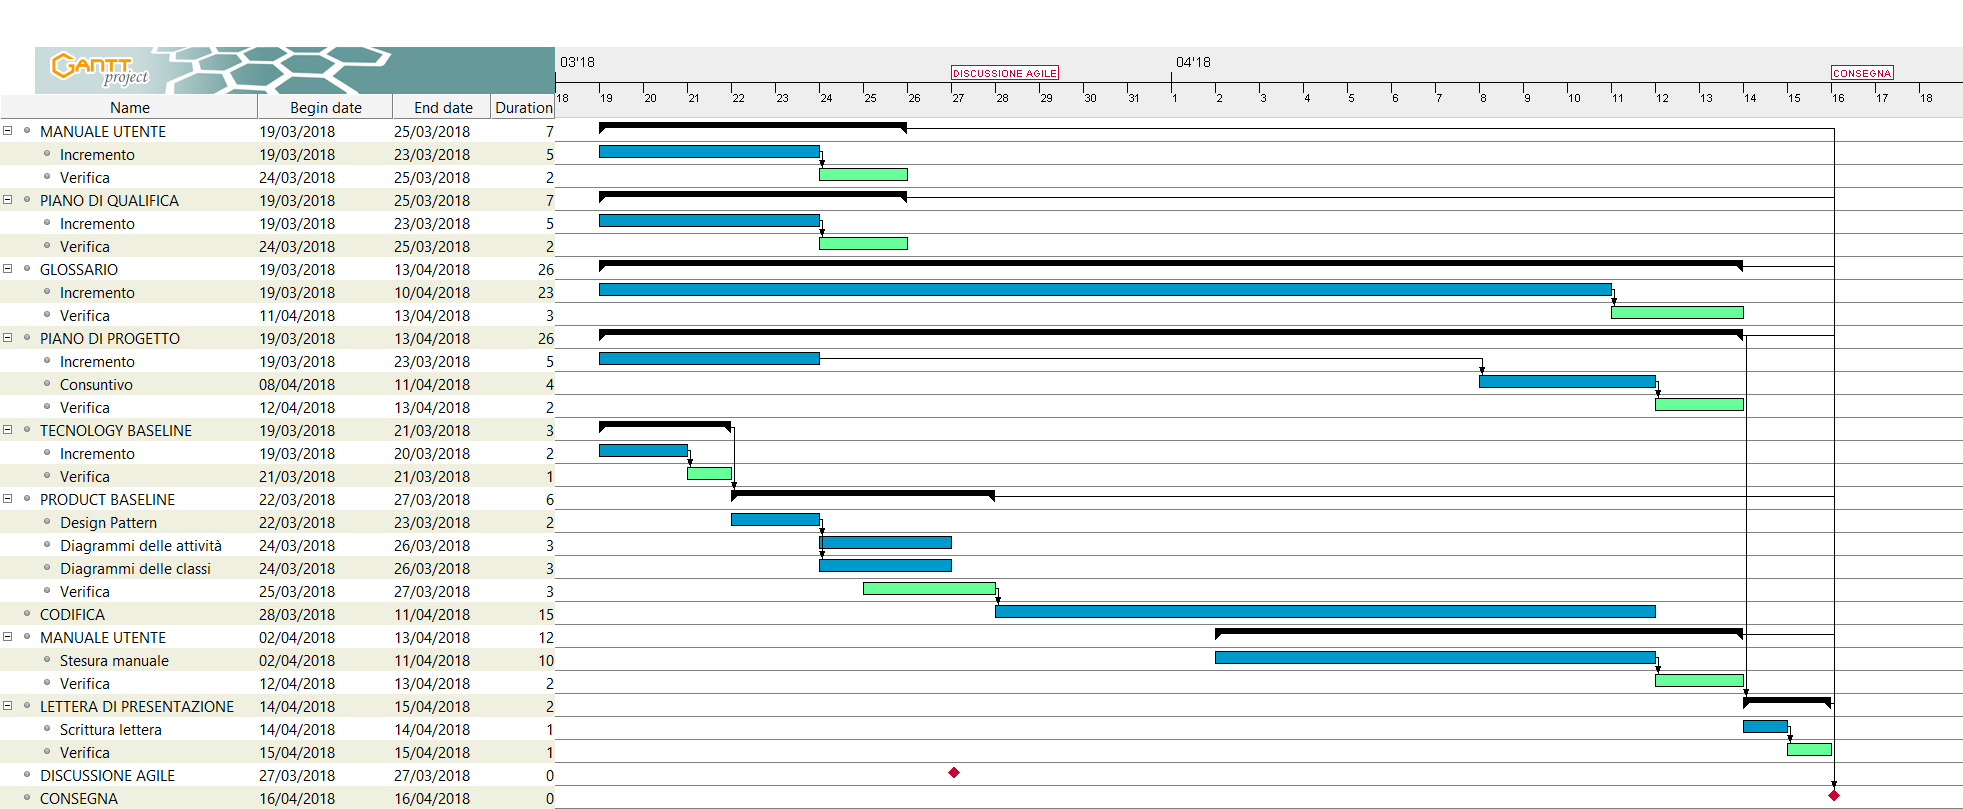 GANTT
project
03'18 04'18
DISCUSSIONE AGILE CONSEGNA
Name Begin date End date Duration 18 19 20 21 22 23 24 25 26 27 28 29 30 31 1 2 3 4 5 6 7 8 9 10 11 12 13 14 15 16 17 18
MANUALE UTENTE 19/03/2018 25/03/2018 7
Incremento 19/03/2018 23/03/2018 5
Verifica 24/03/2018 25/03/2018 2
PIANO DI QUALIFICA 19/03/2018 25/03/2018 7
Incremento 19/03/2018 23/03/2018 5
Verifica 24/03/2018 25/03/2018 2
GLOSSARIO 19/03/2018 13/04/2018 26
Incremento 19/03/2018 10/04/2018 23
Verifica 11/04/2018 13/04/2018 3
PIANO DI PROGETTO 19/03/2018 13/04/2018 26
Incremento 19/03/2018 23/03/2018 5
Consuntivo 08/04/2018 11/04/2018 4
Verifica 12/04/2018 13/04/2018 2
TECNOLOGY BASELINE 19/03/2018 21/03/2018 3
Incremento 19/03/2018 20/03/2018 2
Verifica 21/03/2018 21/03/2018 1
PRODUCT BASELINE 22/03/2018 27/03/2018 6
Design Pattern 22/03/2018 23/03/2018 2
Diagrammi delle attività 24/03/2018 26/03/2018 3
Diagrammi delle classi 24/03/2018 26/03/2018 3
Verifica 25/03/2018 27/03/2018 3
CODIFICA 28/03/2018 11/04/2018 15
MANUALE UTENTE 02/04/2018 13/04/2018 12
Stesura manuale 02/04/2018 11/04/2018 10
Verifica 12/04/2018 13/04/2018 2
LETTERA DI PRESENTAZIONE 14/04/2018 15/04/2018 2
Scrittura lettera 14/04/2018 14/04/2018 1
Verifica 15/04/2018 15/04/2018 1
DISCUSSIONE AGILE 27/03/2018 27/03/2018 0
CONSEGNA 16/04/2018 16/04/2018 0